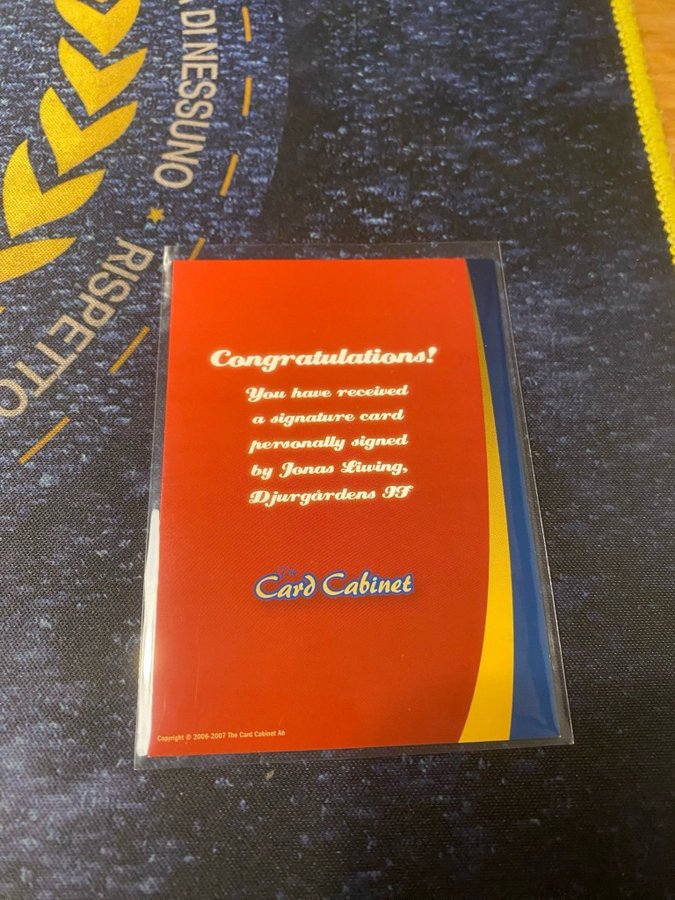 A DI NESSUNO
RISPETTO
Congratulations!
You have received
a signature card
personally signed
by Jonas Liwing,
Djurgårdens IF
The
Card Cabinet
Copyright © 2006-2007 The Card Cabinet Ab